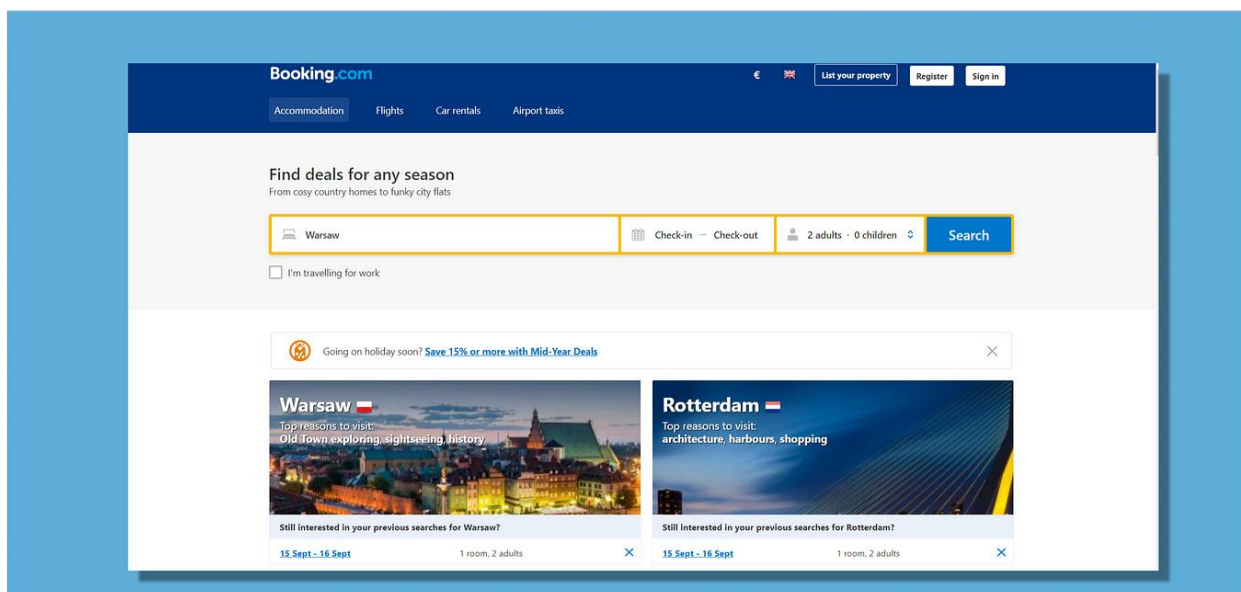 Booking.com
€ List your property Register Sign in
Accommodation Flights Car rentals Airport taxis
Find deals for any season
From cosy country homes to funky city flats
Warsaw Check-in — Check-out 2 adults · 0 children Search
I'm travelling for work
Going on holiday soon? Save 15% or more with Mid-Year Deals
Warsaw
Top reasons to visit:
Old Town exploring, sightseeing, history
Still interested in your previous searches for Warsaw?
15 Sept - 16 Sept 1 room, 2 adults
Rotterdam
Top reasons to visit:
architecture, harbours, shopping
Still interested in your previous searches for Rotterdam?
15 Sept - 16 Sept 1 room, 2 adults